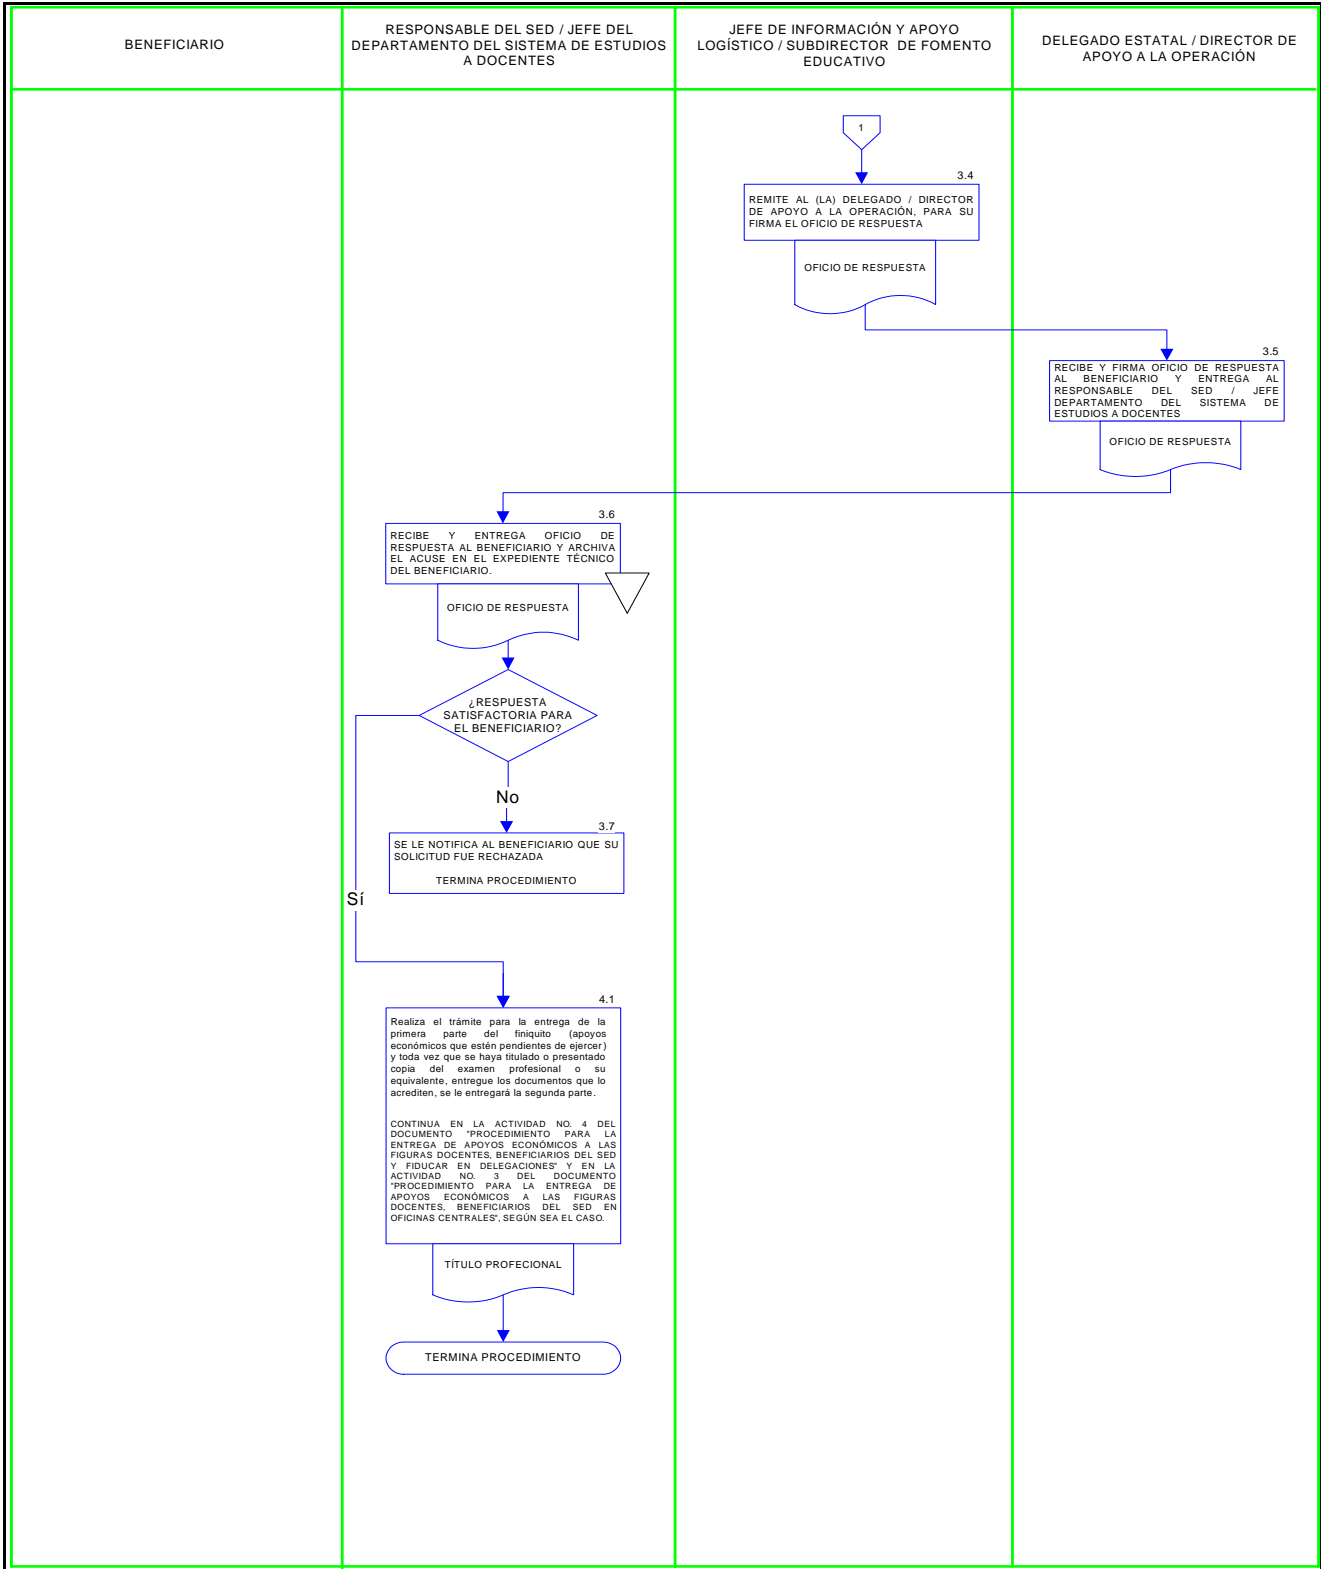 BENEFICIARIO
RESPONSABLE DEL SED / JEFE DEL
DEPARTAMENTO DEL SISTEMA DE ESTUDIOS
A DOCENTES
JEFE DE INFORMACIÓN Y APOYO
LOGÍSTICO / SUBDIRECTOR DE FOMENTO
EDUCATIVO
DELEGADO ESTATAL / DIRECTOR DE
APOYO A LA OPERACIÓN
1
3.4
REMITE AL (LA) DELEGADO / DIRECTOR
DE APOYO A LA OPERACIÓN, PARA SU
FIRMA EL OFICIO DE RESPUESTA
OFICIO DE RESPUESTA
3.5
RECIBE Y FIRMA OFICIO DE RESPUESTA
AL BENEFICIARIO Y ENTREGA AL
RESPONSABLE DEL SED / JEFE
DEPARTAMENTO DEL SISTEMA DE
ESTUDIOS A DOCENTES
OFICIO DE RESPUESTA
3.6
RECIBE Y ENTREGA OFICIO DE
RESPUESTA AL BENEFICIARIO Y ARCHIVA
EL ACUSE EN EL EXPEDIENTE TÉCNICO
DEL BENEFICIARIO.
OFICIO DE RESPUESTA
¿RESPUESTA
SATISFACTORIA PARA
EL BENEFICIARIO?
No
3.7
SE LE NOTIFICA AL BENEFICIARIO QUE SU
SOLICITUD FUE RECHAZADA
TERMINA PROCEDIMIENTO
Sí
4.1
Realiza el trámite para la entrega de la
primera parte del finiquito (apoyos
económicos que estén pendientes de ejercer)
y toda vez que se haya titulado o presentado
copia del examen profesional o su
equivalente, entregue los documentos que lo
acrediten, se le entregará la segunda parte.
CONTINUA EN LA ACTIVIDAD NO. 4 DEL
DOCUMENTO "PROCEDIMIENTO PARA LA
ENTREGA DE APOYOS ECONÓMICOS A LAS
FIGURAS DOCENTES, BENEFICIARIOS DEL SED
Y FIDUCAR EN DELEGACIONES" Y EN LA
ACTIVIDAD NO. 3 DEL DOCUMENTO
"PROCEDIMIENTO PARA LA ENTREGA DE
APOYOS ECONÓMICOS A LAS FIGURAS
DOCENTES, BENEFICIARIOS DEL SED EN
OFICINAS CENTRALES", SEGÚN SEA EL CASO.
TÍTULO PROFECIONAL
TERMINA PROCEDIMIENTO